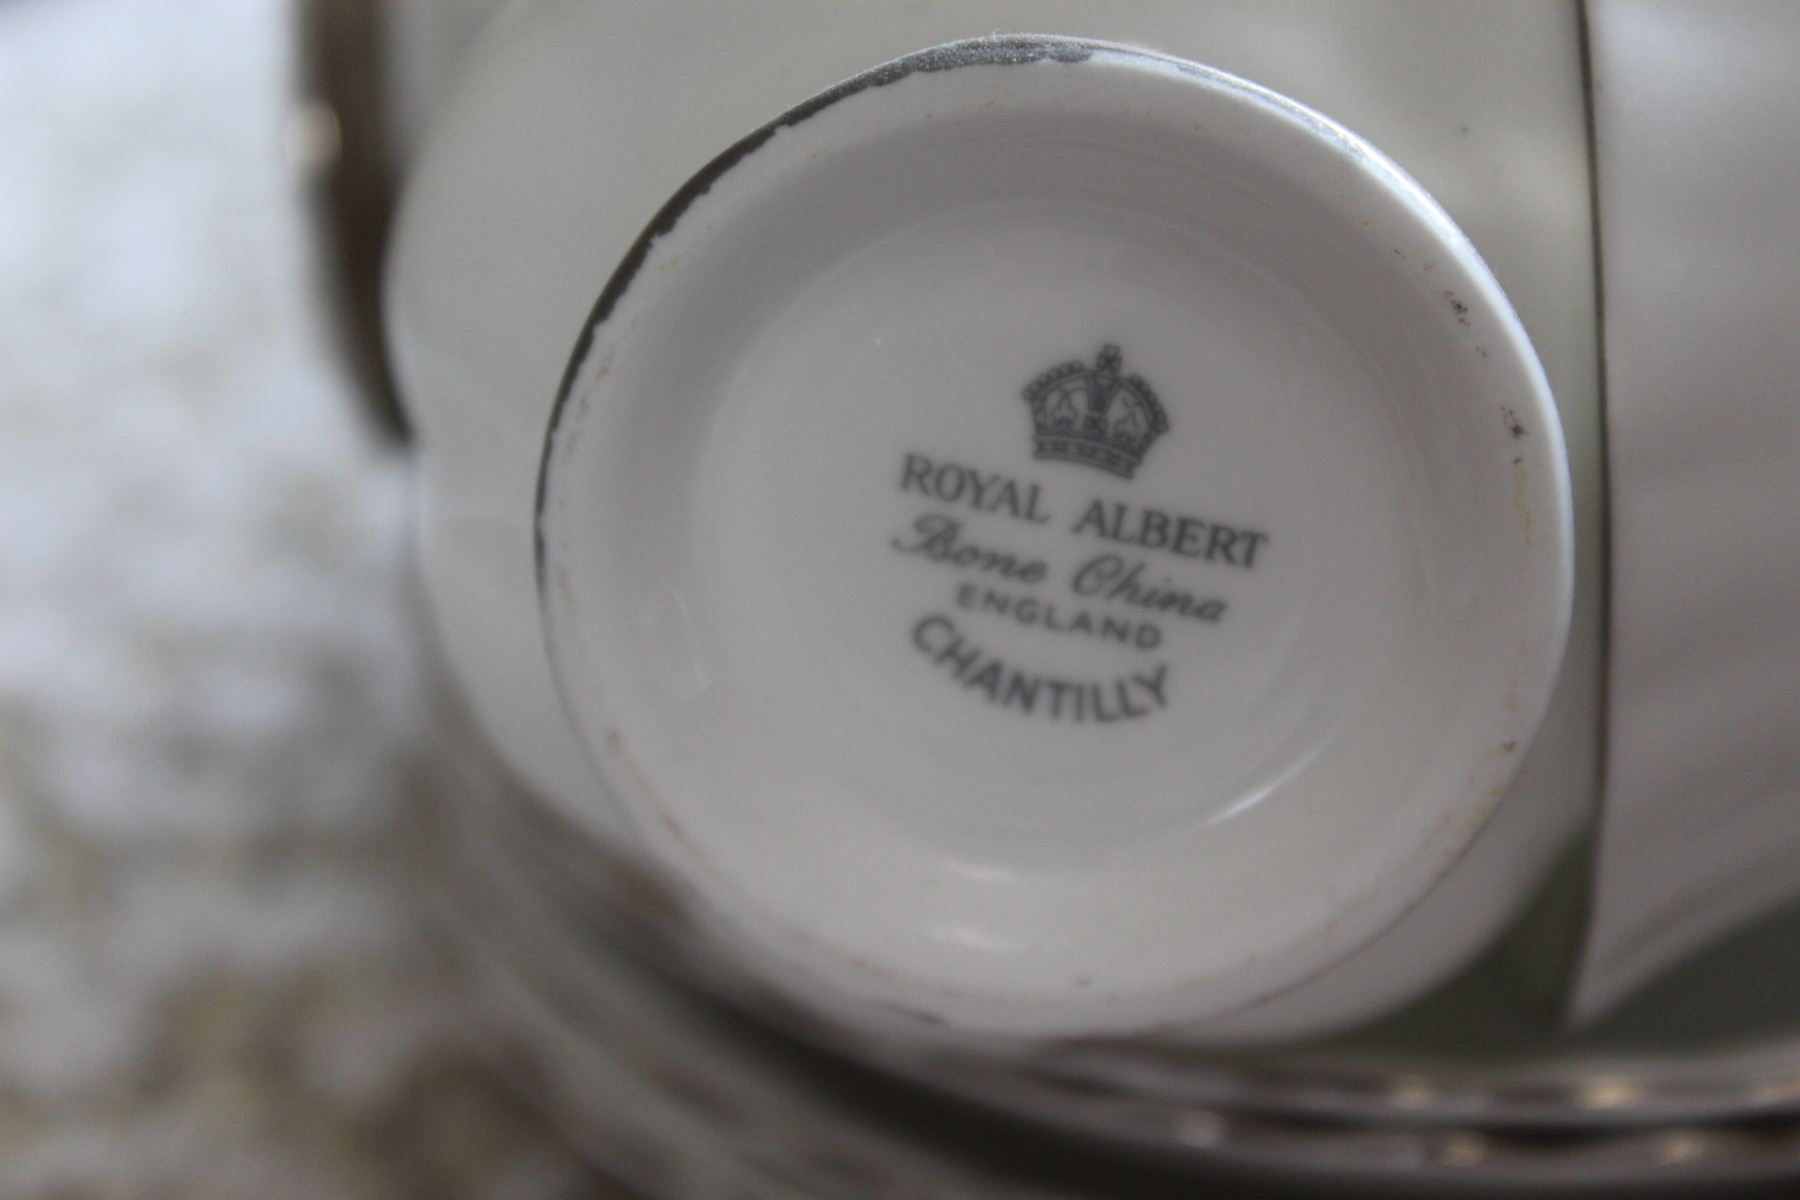 ROYAL ALBERT
Bone China
ENGLAND
CHANTILLY